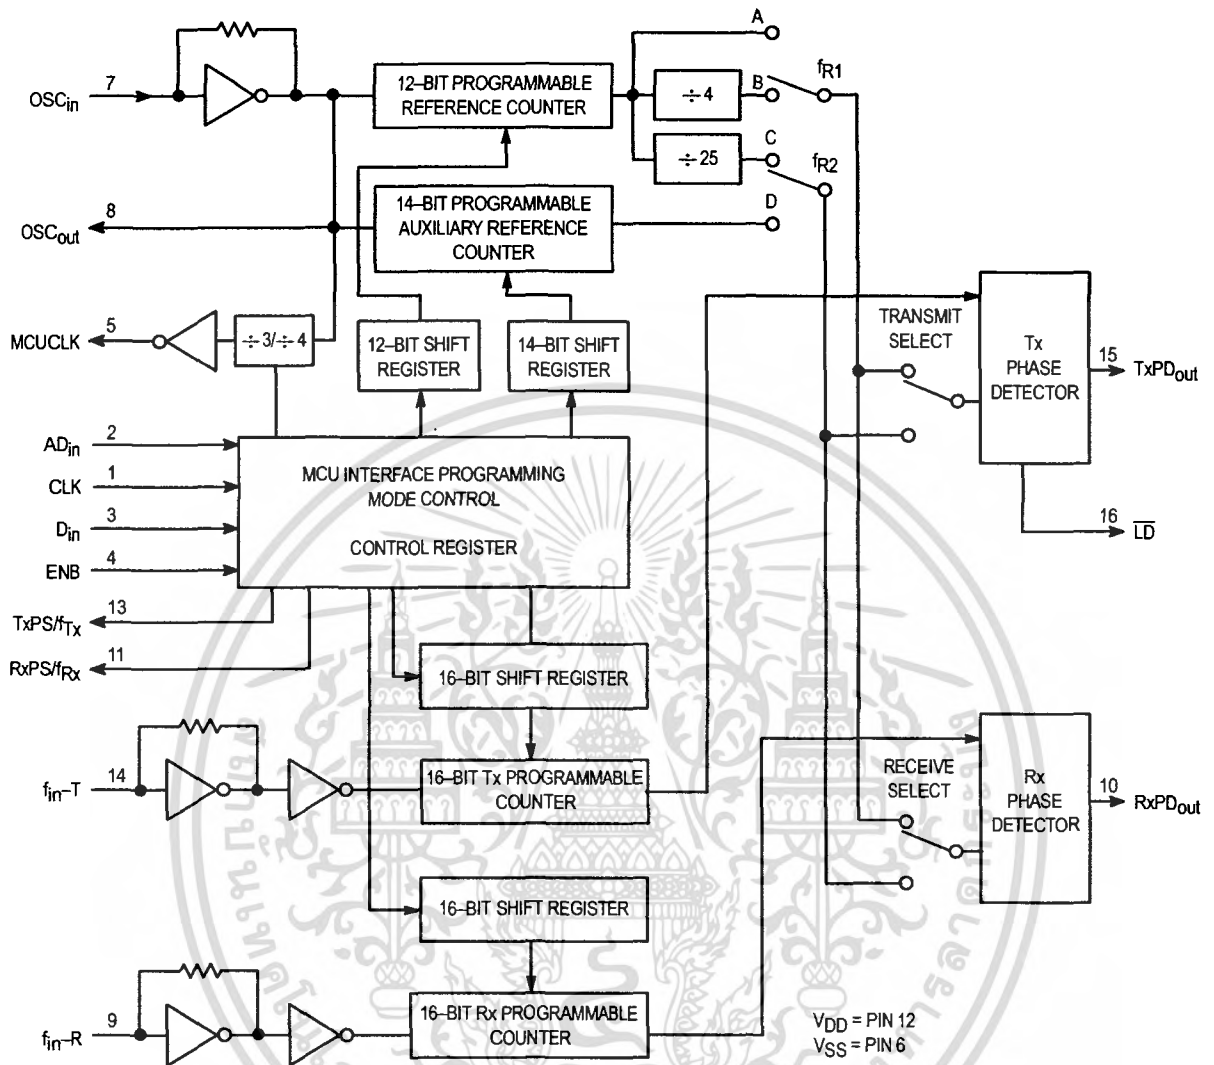 A
7
OSCin
12–BIT PROGRAMMABLE
REFERENCE COUNTER
÷4
B
fR1
÷25
C
fR2
8
OSCout
14–BIT PROGRAMMABLE
AUXILIARY REFERENCE
COUNTER
D
5
MCUCLK
÷3/÷4
12–BIT SHIFT
REGISTER
14–BIT SHIFT
REGISTER
TRANSMIT
SELECT
Tx
PHASE
DETECTOR
15
TxPDout
2
ADin
1
CLK
3
Din
4
ENB
MCU INTERFACE PROGRAMMING
MODE CONTROL
CONTROL REGISTER
16
LD
13
TxPS/fTx
11
RxPS/fRx
16–BIT SHIFT REGISTER
14
fin–T
16–BIT Tx PROGRAMMABLE
COUNTER
RECEIVE
SELECT
Rx
PHASE
DETECTOR
10
RxPDout
16–BIT SHIFT REGISTER
9
fin–R
16–BIT Rx PROGRAMMABLE
COUNTER
VDD = PIN 12
VSS = PIN 6